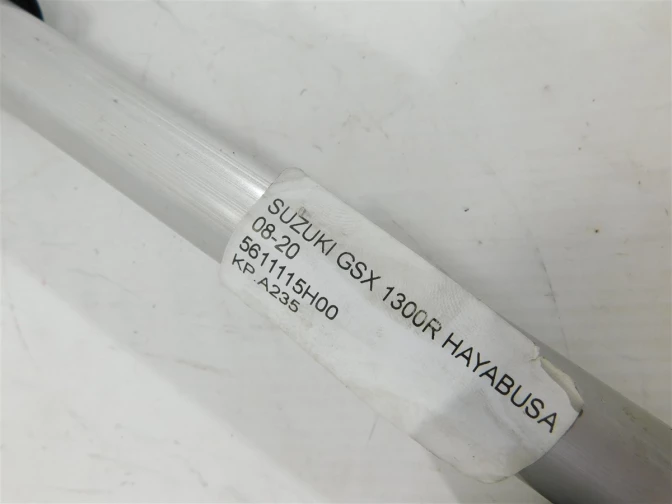 SUZUKI GSX 1300R HAYABUSA
08-20
5611115H00
KP.A235